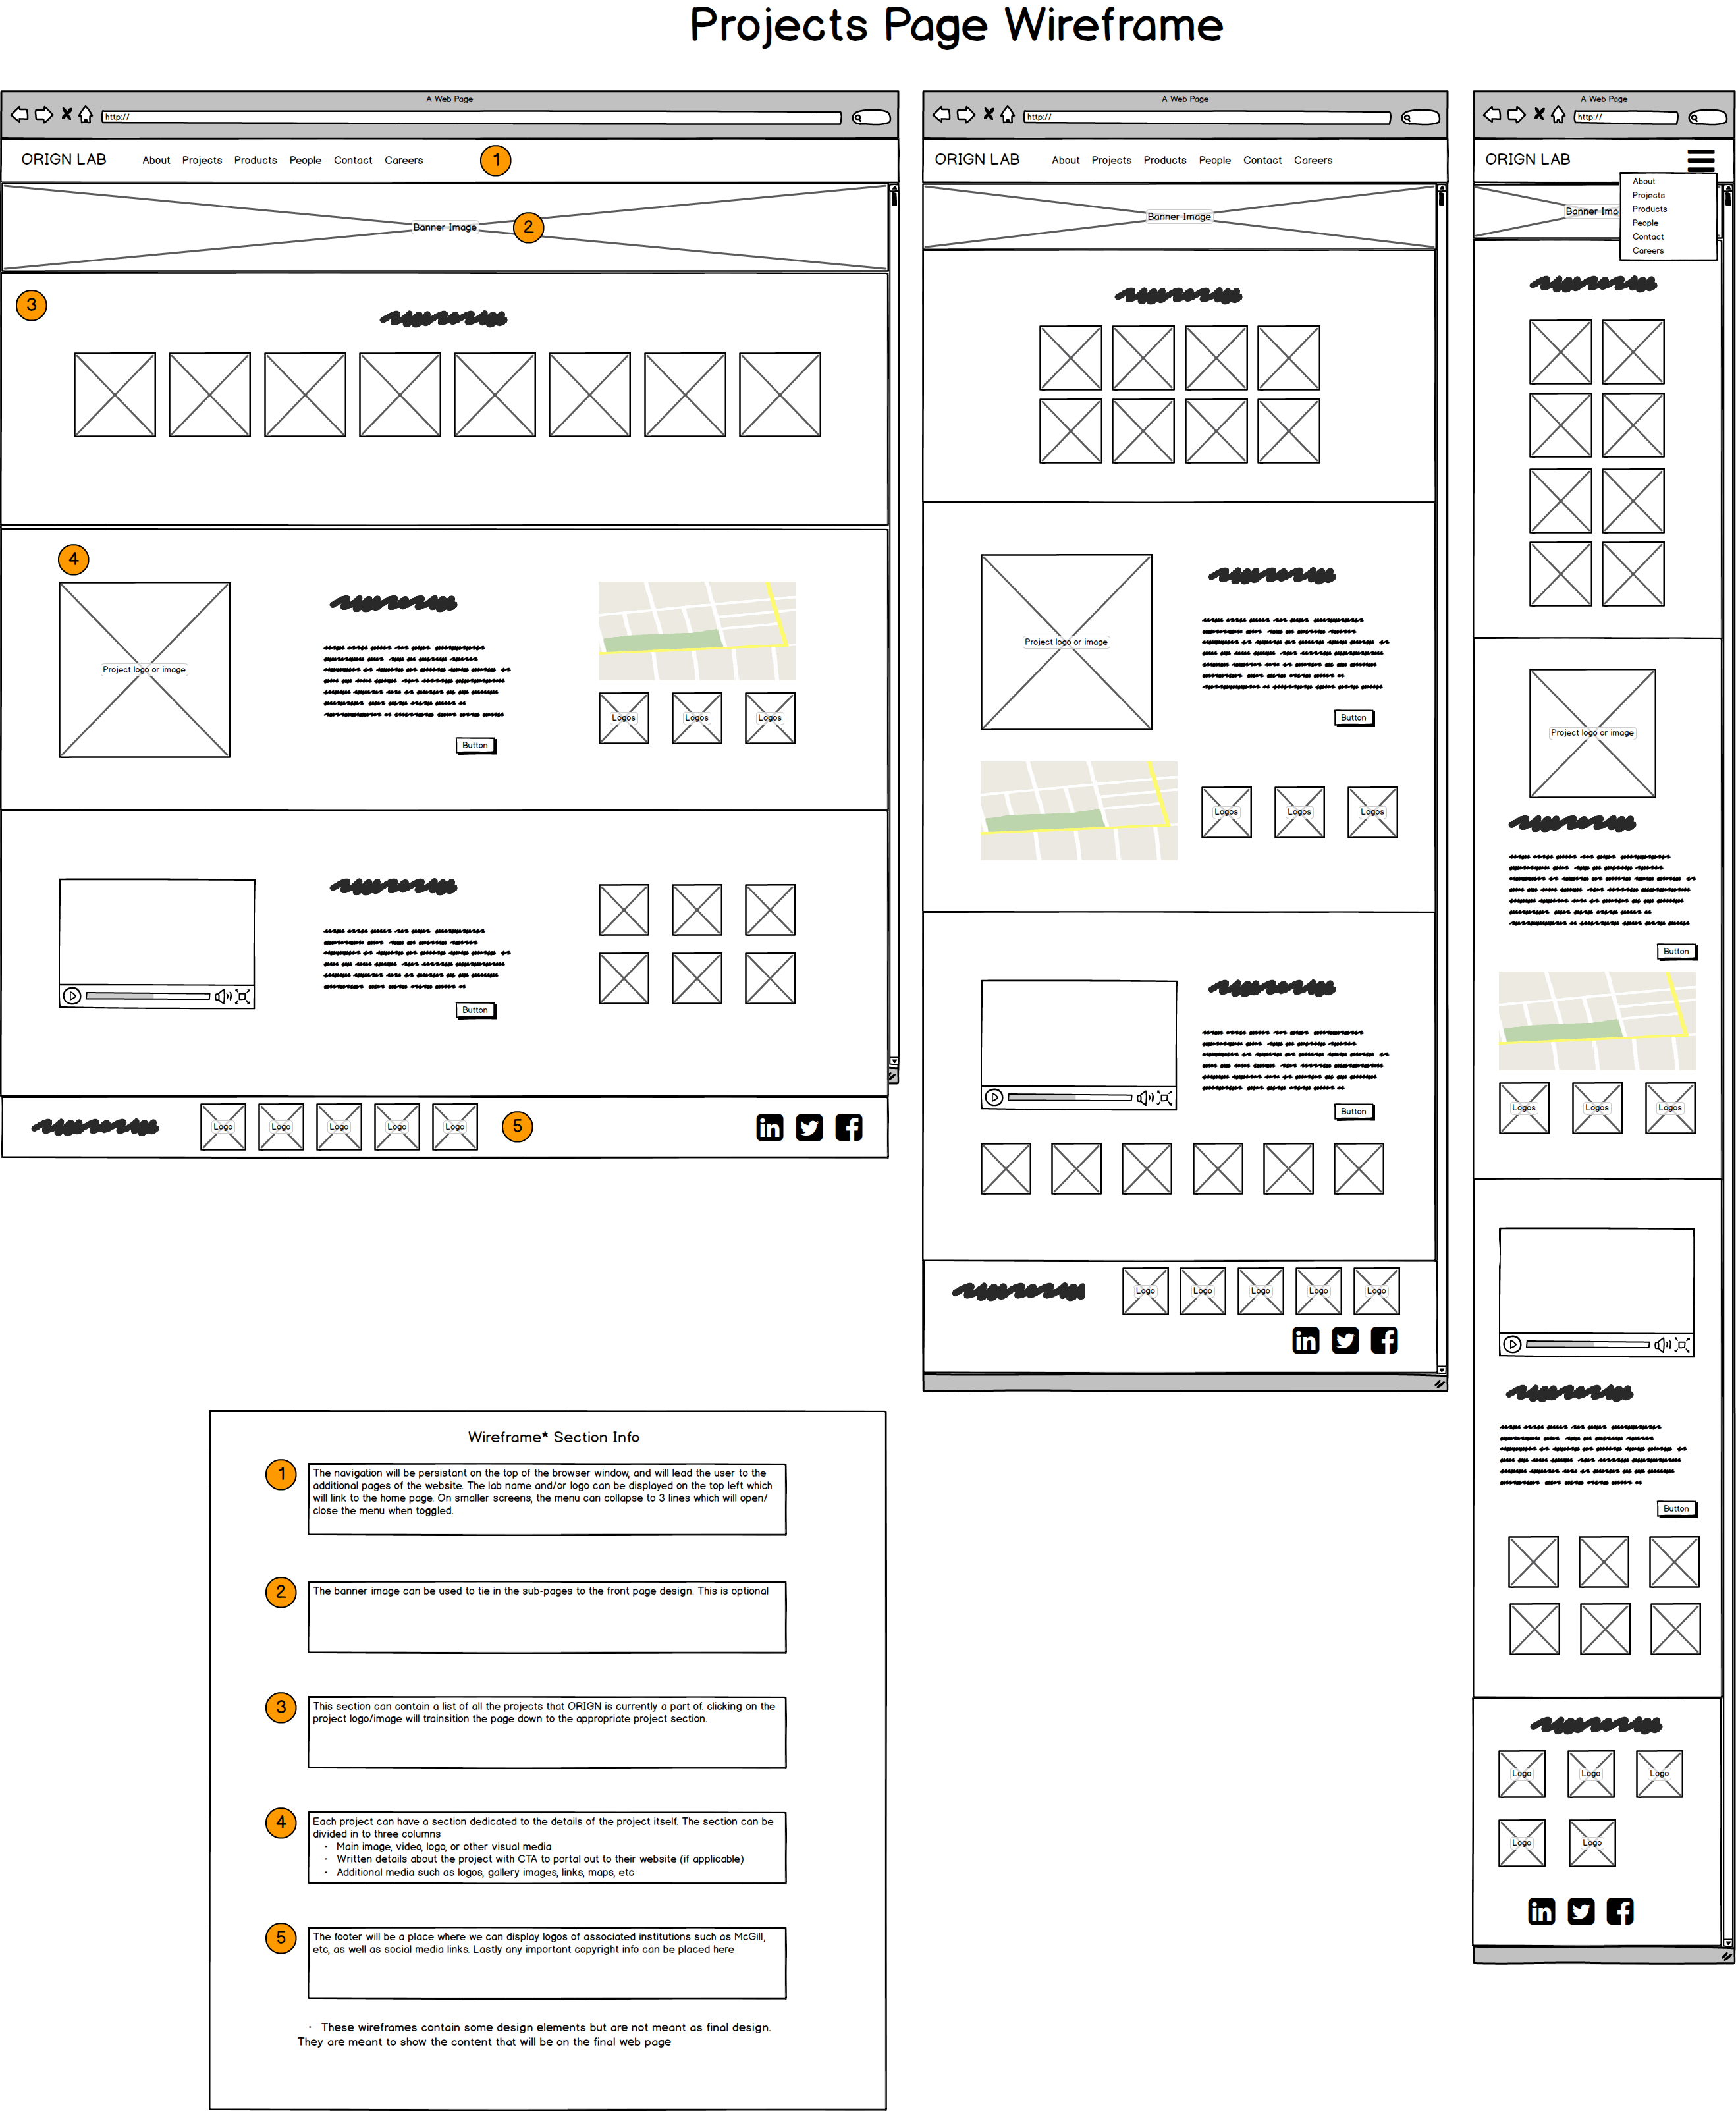 Projects Page Wireframe
A Web Page
http://
ORIGN LAB About Projects Products People Contact Careers 1
Banner Image 2
3
4
Project logo or image
Logos Logos Logos
Button
Button
Logo Logo Logo Logo Logo 5
A Web Page
http://
ORIGN LAB About Projects Products People Contact Careers
Banner Image
Project logo or image
Button
Logos Logos Logos
Button
Logo Logo Logo Logo Logo
A Web Page
http://
ORIGN LAB
About
Projects
Products
People
Contact
Careers
Banner Imag
Project logo or image
Button
Logos Logos Logos
Button
Logo Logo Logo
Logo Logo
Wireframe* Section Info
1
The navigation will be persistant on the top of the browser window, and will lead the user to the
additional pages of the website. The lab name and/or logo can be displayed on the top left which
will link to the home page. On smaller screens, the menu can collapse to 3 lines which will open/
close the menu when toggled.
2
The banner image can be used to tie in the sub-pages to the front page design. This is optional
3
This section can contain a list of all the projects that ORIGN is currently a part of. clicking on the
project logo/image will trainsition the page down to the appropriate project section.
4
Each project can have a section dedicated to the details of the project itself. The section can be
divided in to three columns
· Main image, video, logo, or other visual media
· Written details about the project with CTA to portal out to their website (if applicable)
· Additional media such as logos, gallery images, links, maps, etc
5
The footer will be a place where we can display logos of associated institutions such as McGill,
etc, as well as social media links. Lastly any important copyright info can be placed here
· These wireframes contain some design elements but are not meant as final design.
They are meant to show the content that will be on the final web page